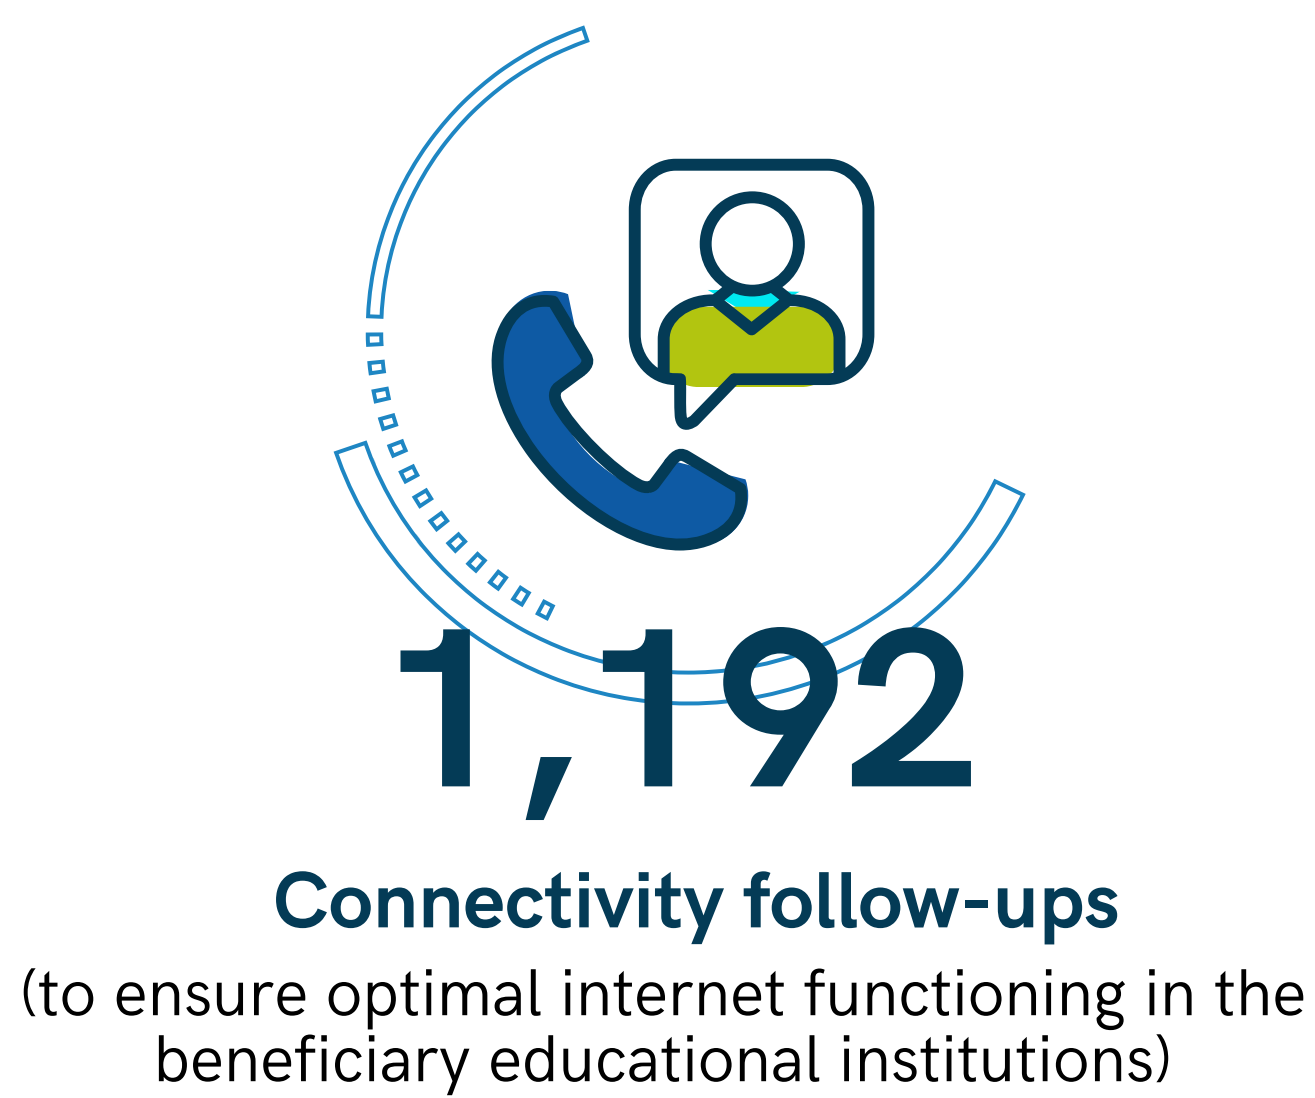 1,192
Connectivity follow-ups
(to ensure optimal internet functioning in the
beneficiary educational institutions)